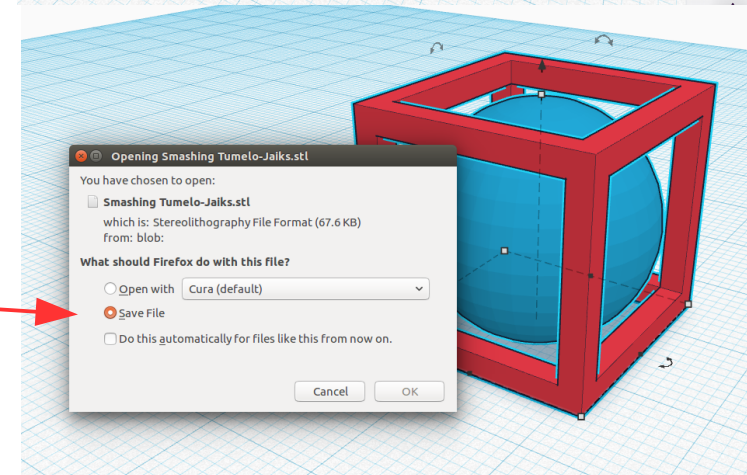 Opening Smashing Tumelo-Jaiks.stl
You have chosen to open:
Smashing Tumelo-Jaiks.stl
which is: Stereolithography File Format (67.6 KB)
from: blob:
What should Firefox do with this file?
Open with Cura (default)
Save File
Do this automatically for files like this from now on.
Cancel OK